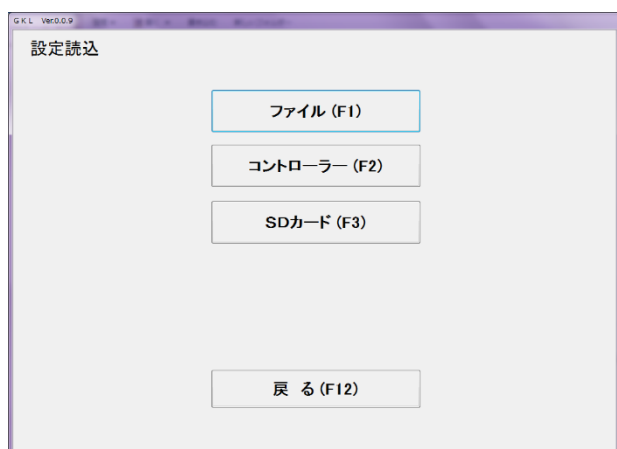 GKL Ver.0.0.9
設定読込
ファイル (F1)
コントローラー (F2)
SDカード (F3)
戻 る (F12)